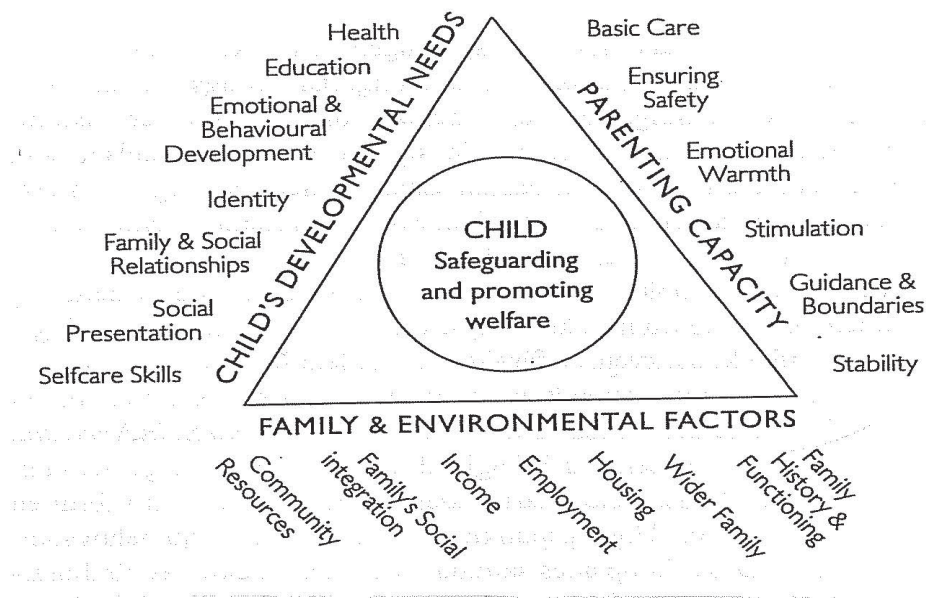 Health
Education
Emotional &
Behavioural
Development
Identity
Family & Social
Relationships
Social
Presentation
Selfcare Skills
CHILD'S DEVELOPMENTAL NEEDS
Basic Care
Ensuring
Safety
Emotional
Warmth
Stimulation
Guidance &
Boundaries
Stability
PARENTING CAPACITY
CHILD
Safeguarding
and promoting
welfare
FAMILY & ENVIRONMENTAL FACTORS
Community
Resources
Family's Social
integration
Income
Employment
Housing
Wider Family
Family
History &
Functioning